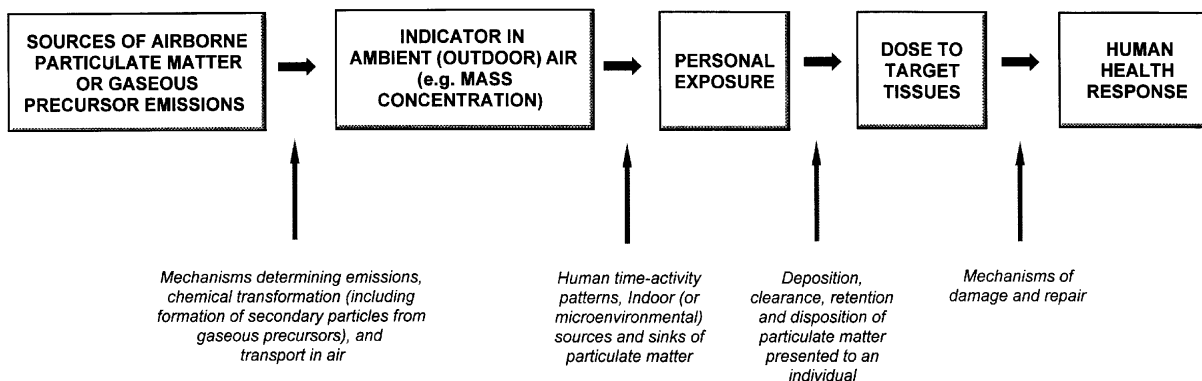 SOURCES OF AIRBORNE
PARTICULATE MATTER
OR GASEOUS
PRECURSOR EMISSIONS
INDICATOR IN
AMBIENT (OUTDOOR) AIR
(e.g. MASS
CONCENTRATION)
PERSONAL
EXPOSURE
DOSE TO
TARGET
TISSUES
HUMAN
HEALTH
RESPONSE
Mechanisms determining emissions,
chemical transformation (including
formation of secondary particles from
gaseous precursors), and
transport in air
Human time-activity
patterns, Indoor (or
microenvironmental)
sources and sinks of
particulate matter
Deposition,
clearance, retention
and disposition of
particulate matter
presented to an
individual
Mechanisms of
damage and repair